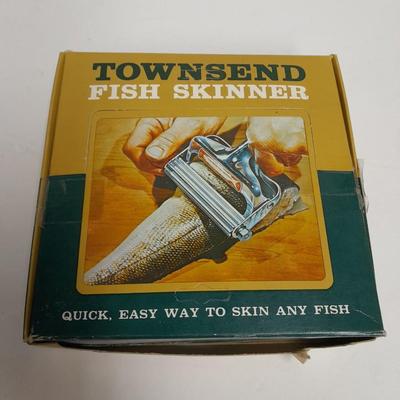 TOWNSEND
FISH SKINNER
QUICK, EASY WAY TO SKIN ANY FISH